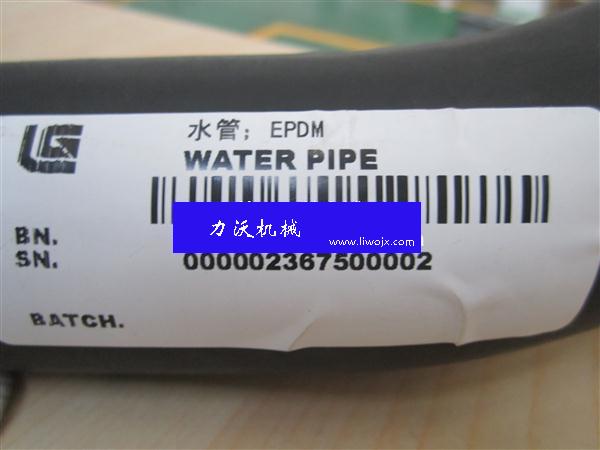 水管; EPDM
WATER PIPE
力沃机械
www.liwojx.com
BN.
SN. 000002367500002
BATCH.